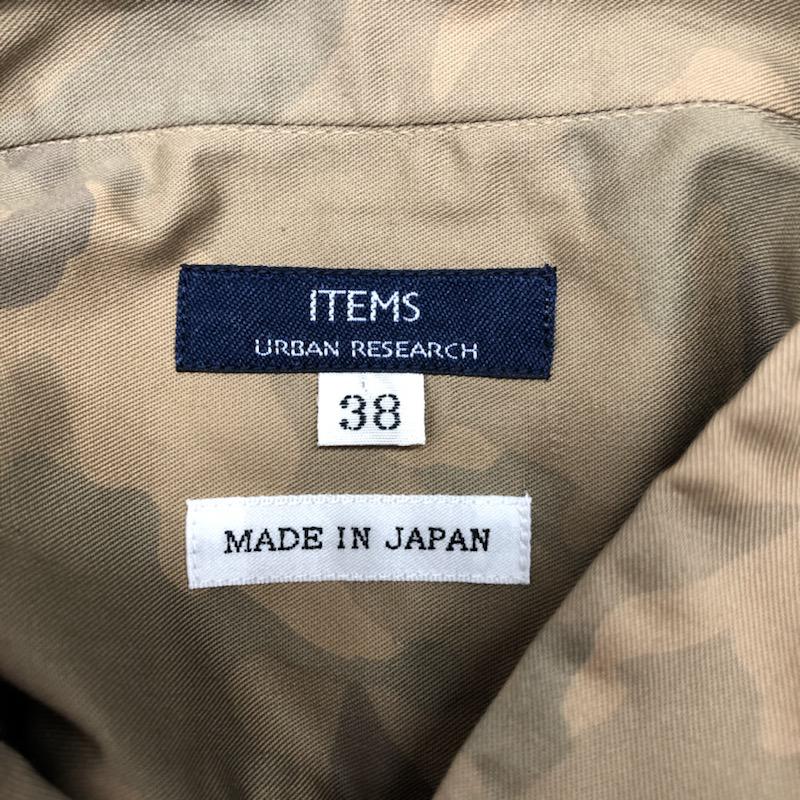 ITEMS
URBAN RESEARCH
38
MADE IN JAPAN